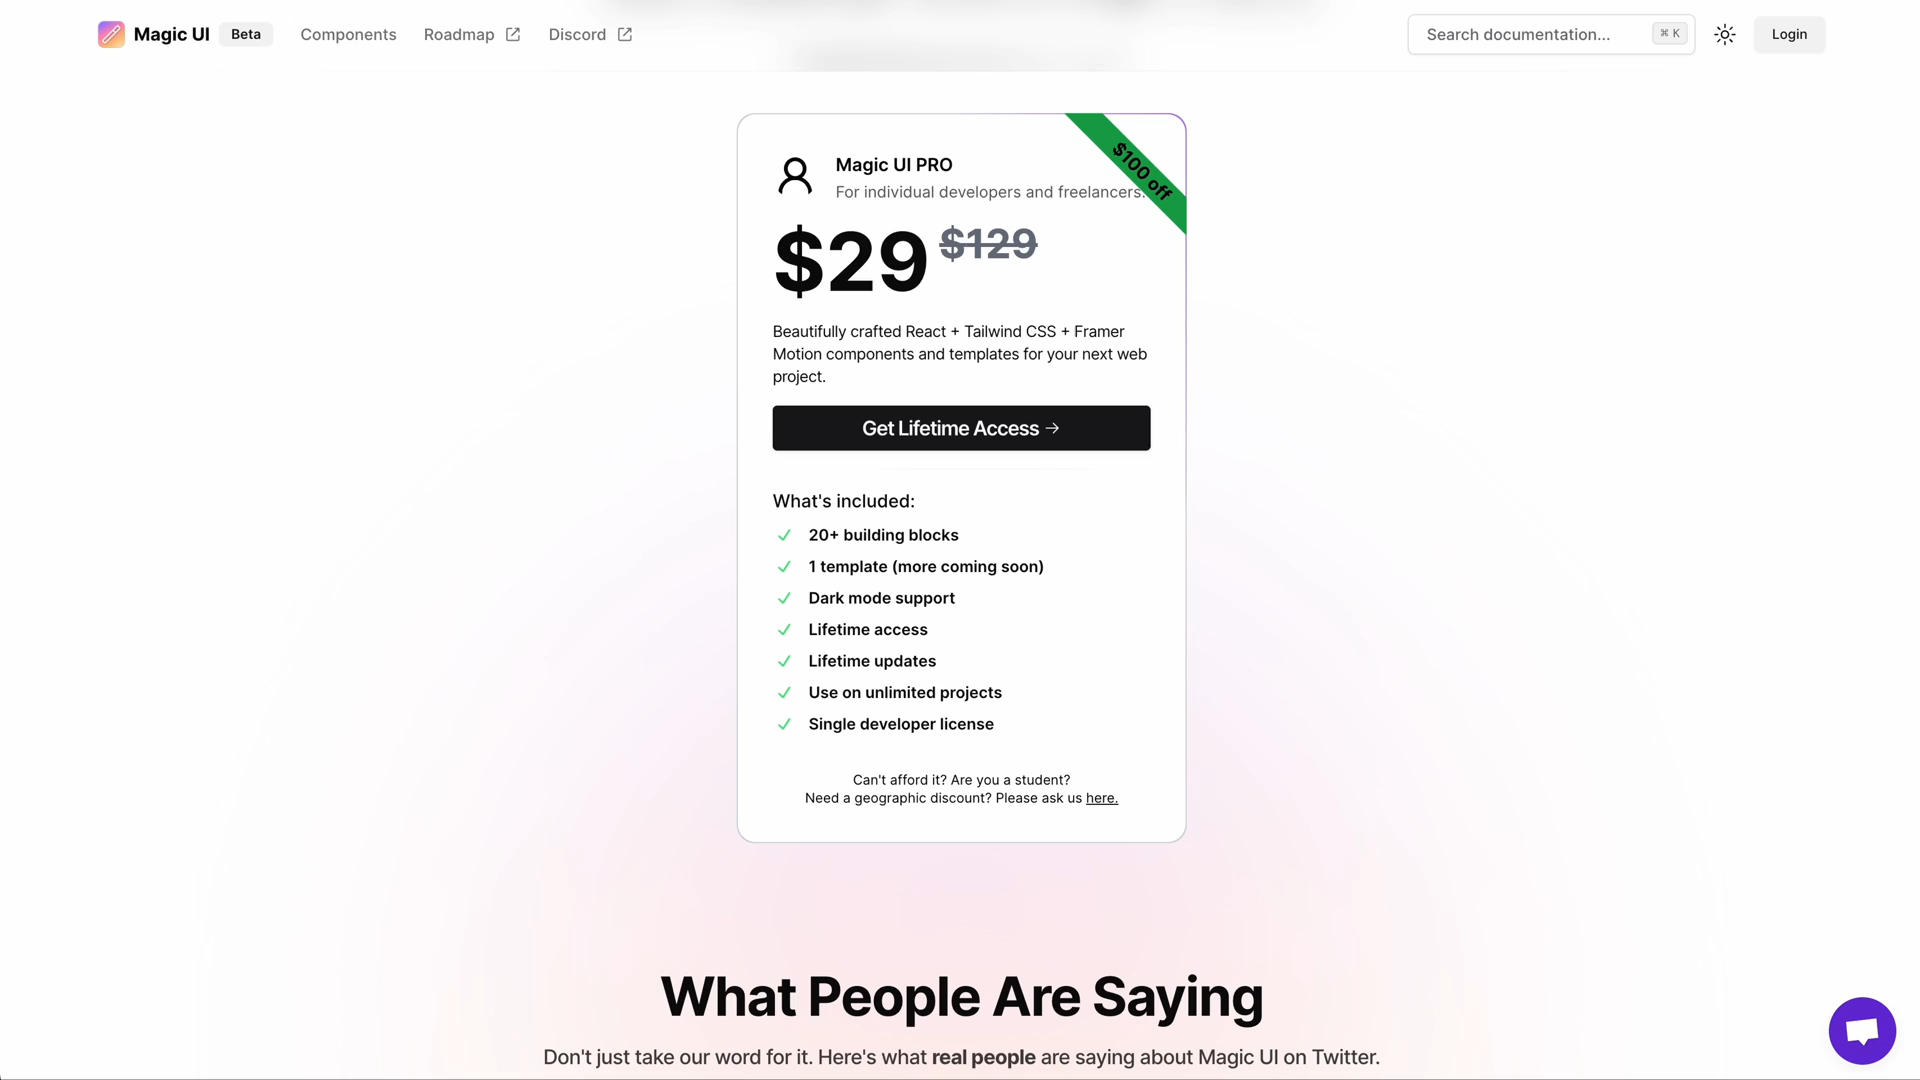 Magic UI Beta Components Roadmap Discord Search documentation... ⌘ K Login
$100 off
Magic UI PRO
For individual developers and freelancers.
$29 $129
Beautifully crafted React + Tailwind CSS + Framer
Motion components and templates for your next web
project.
Get Lifetime Access →
What's included:
20+ building blocks
1 template (more coming soon)
Dark mode support
Lifetime access
Lifetime updates
Use on unlimited projects
Single developer license
Can't afford it? Are you a student?
Need a geographic discount? Please ask us here.
What People Are Saying
Don't just take our word for it. Here's what real people are saying about Magic UI on Twitter.